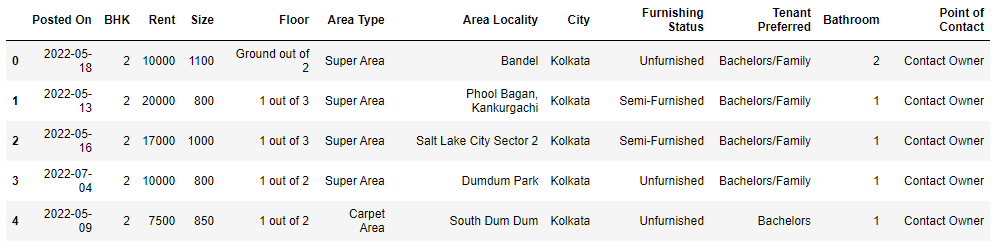 Posted On BHK Rent Size Floor Area Type Area Locality City Furnishing Status Tenant Preferred Bathroom Point of Contact
0 2022-05-18 2 10000 1100 Ground out of 2 Super Area Bandel Kolkata Unfurnished Bachelors/Family 2 Contact Owner
1 2022-05-13 2 20000 800 1 out of 3 Super Area Phool Bagan, Kankurgachi Kolkata Semi-Furnished Bachelors/Family 1 Contact Owner
2 2022-05-16 2 17000 1000 1 out of 3 Super Area Salt Lake City Sector 2 Kolkata Semi-Furnished Bachelors/Family 1 Contact Owner
3 2022-07-04 2 10000 800 1 out of 2 Super Area Dumdum Park Kolkata Unfurnished Bachelors/Family 1 Contact Owner
4 2022-05-09 2 7500 850 1 out of 2 Carpet Area South Dum Dum Kolkata Unfurnished Bachelors 1 Contact Owner